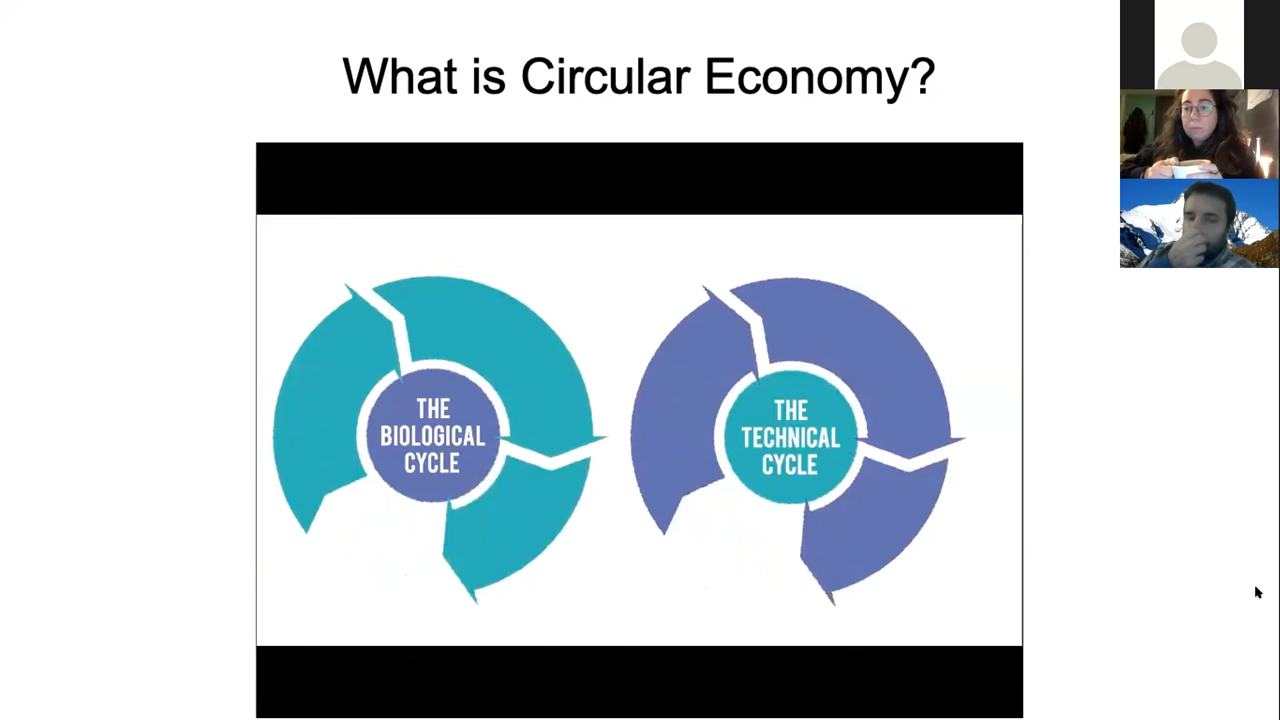 What is Circular Economy?
THE
BIOLOGICAL
CYCLE
THE
TECHNICAL
CYCLE